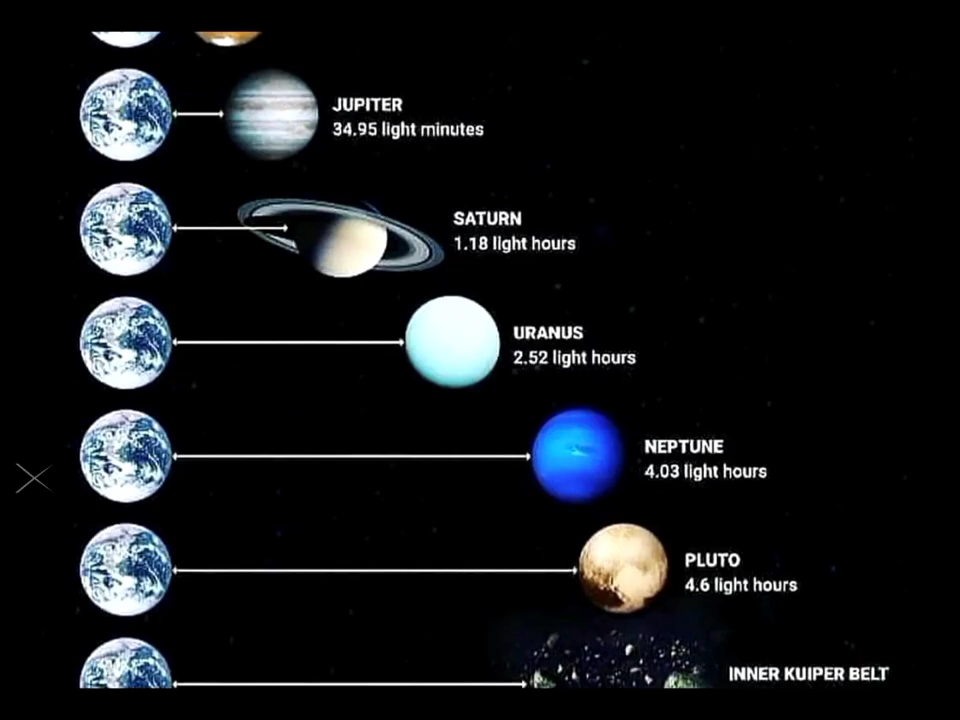 JUPITER
34.95 light minutes
SATURN
1.18 light hours
URANUS
2.52 light hours
NEPTUNE
4.03 light hours
PLUTO
4.6 light hours
INNER KUIPER BELT